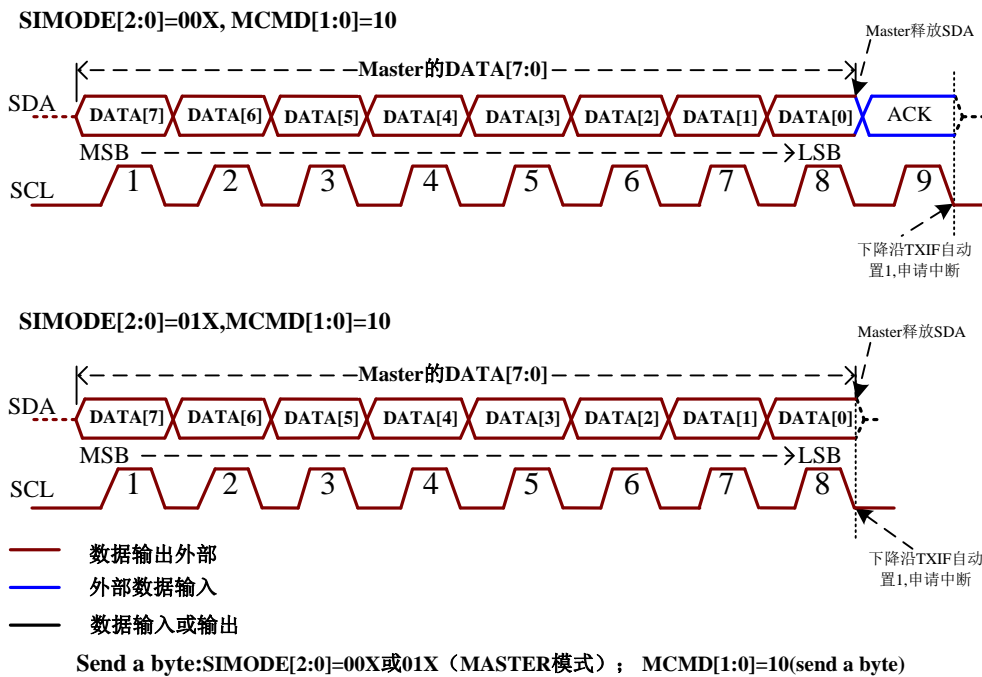 SIMODE[2:0]=00X, MCMD[1:0]=10
Master释放SDA
Master的DATA[7:0]
SDA
DATA[7] DATA[6] DATA[5] DATA[4] DATA[3] DATA[2] DATA[1] DATA[0] ACK
MSB LSB
SCL
1 2 3 4 5 6 7 8 9
下降沿TXIF自动
置1,申请中断
SIMODE[2:0]=01X,MCMD[1:0]=10
Master释放SDA
Master的DATA[7:0]
SDA
DATA[7] DATA[6] DATA[5] DATA[4] DATA[3] DATA[2] DATA[1] DATA[0]
MSB LSB
SCL
1 2 3 4 5 6 7 8
下降沿TXIF自动
置1,申请中断
数据输出外部
外部数据输入
数据输入或输出
Send a byte:SIMODE[2:0]=00X或01X（MASTER模式）； MCMD[1:0]=10(send a byte)